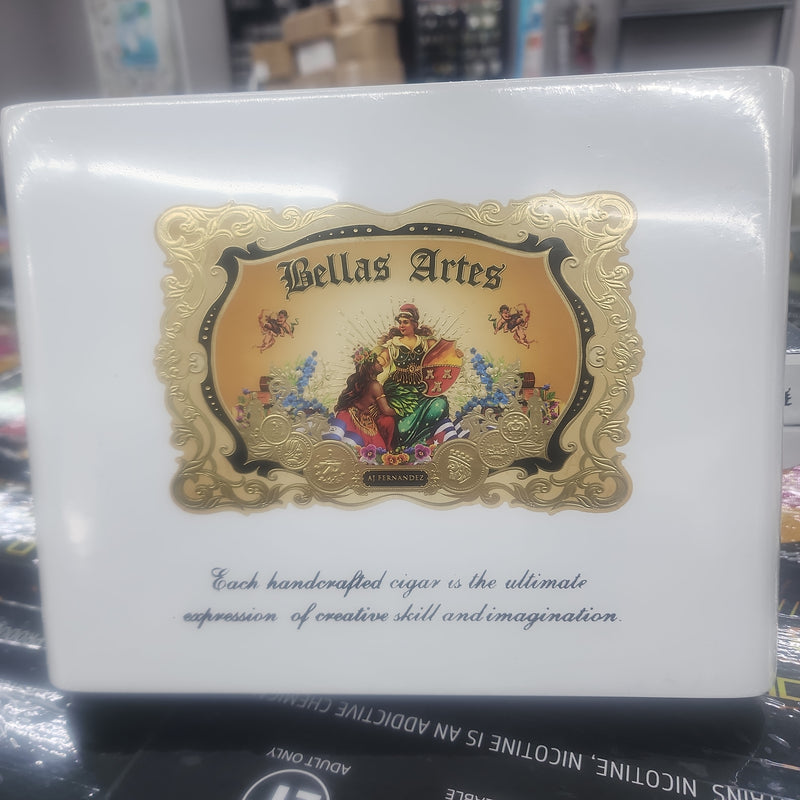 Bellas Artes
AJ FERNANDEZ
Each handcrafted cigar is the ultimate
expression of creative skill and imagination.
NICOTINE, NICOTINE IS AN ADDICTIVE CHEMIC
ADULT ONLY